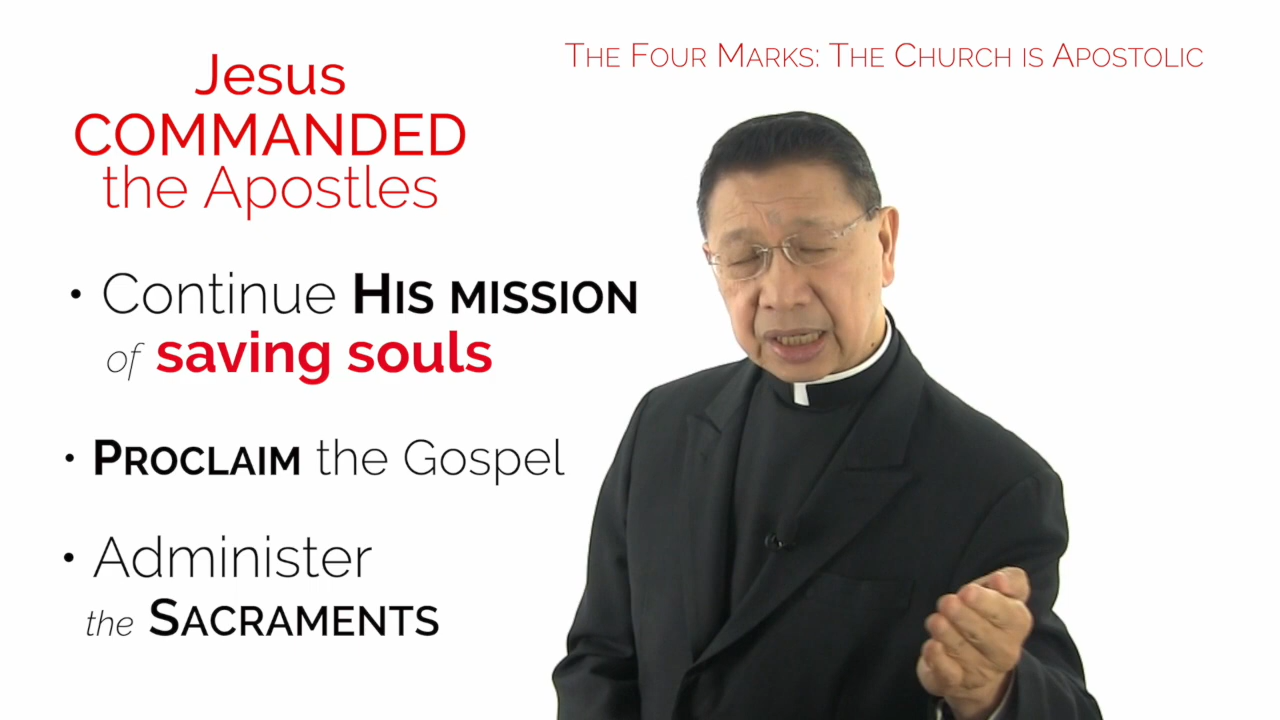 THE FOUR MARKS: THE CHURCH IS APOSTOLIC
Jesus
COMMANDED
the Apostles
• Continue HIS MISSION
of saving souls
• PROCLAIM the Gospel
• Administer
the SACRAMENTS